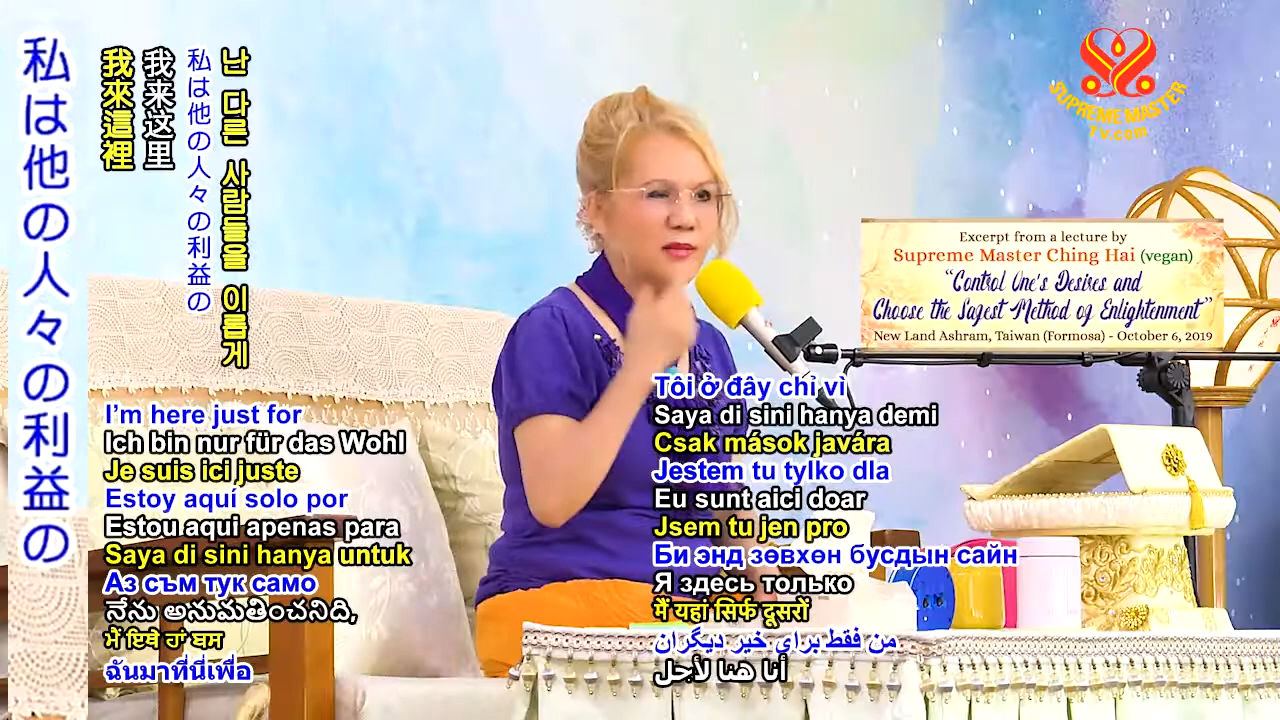 私は他の人々の利益の
我來這裡
我来这里
私は他の人々の利益の
난 다른 사람들을 이롭게
SUPREME MASTER
TV.com
Excerpt from a lecture by
Supreme Master Ching Hai (vegan)
“Control One's Desires and
Choose the Sagest Method of Enlightenment”
New Land Ashram, Taiwan (Formosa) - October 6, 2019
I’m here just for
Ich bin nur für das Wohl
Je suis ici juste
Estoy aquí solo por
Estou aqui apenas para
Saya di sini hanya untuk
Аз съм тук само
నేను అనుమతించనిది,
ਮੈਂ ਇਥੇ ਹਾਂ ਬਸ
ฉันมาที่นี่เพื่อ
Tôi ở đây chỉ vì
Saya di sini hanya demi
Csak mások javára
Jestem tu tylko dla
Eu sunt aici doar
Jsem tu jen pro
Би энд зөвхөн бусдын сайн
Я здесь только
मैं यहां सिर्फ दूसरों
من فقط برای خیر دیگران
أنا هنا لأجل